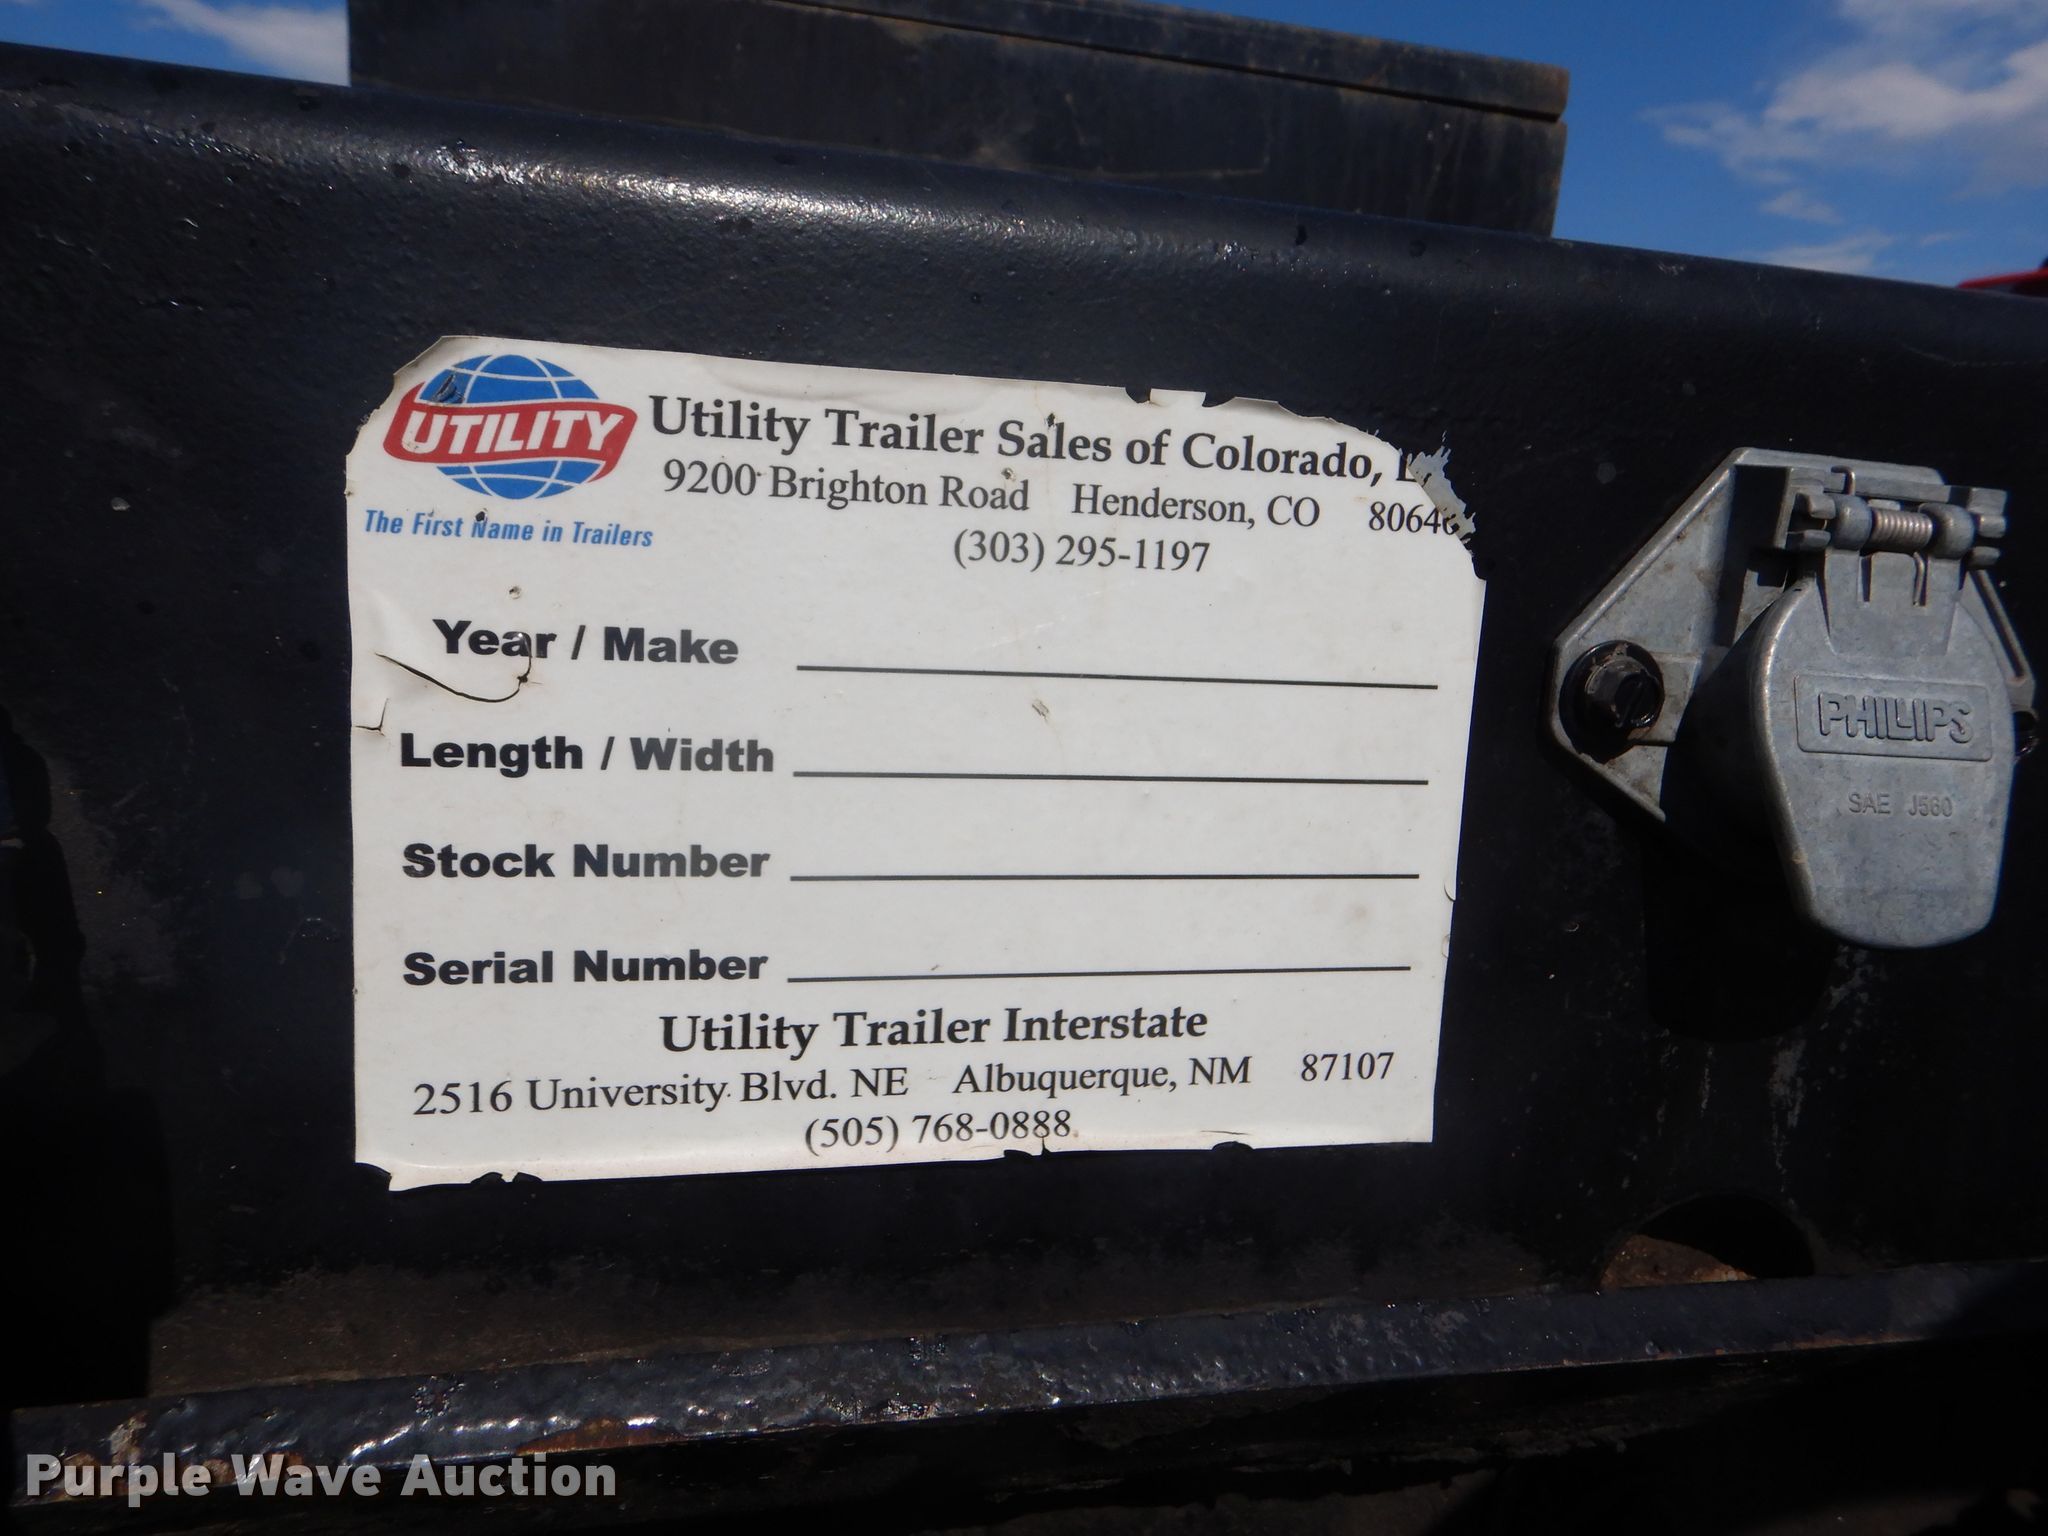 UTILITY
The First Name in Trailers
Utility Trailer Sales of Colorado,
9200 Brighton Road Henderson, CO
(303) 295-1197
Year / Make
Length / Width
Stock Number
Serial Number
Utility Trailer Interstate
2516 University Blvd. NE Albuquerque, NM 87107
(505) 768-0888
PHILLIPS
SAE J560
Purple Wave Auction